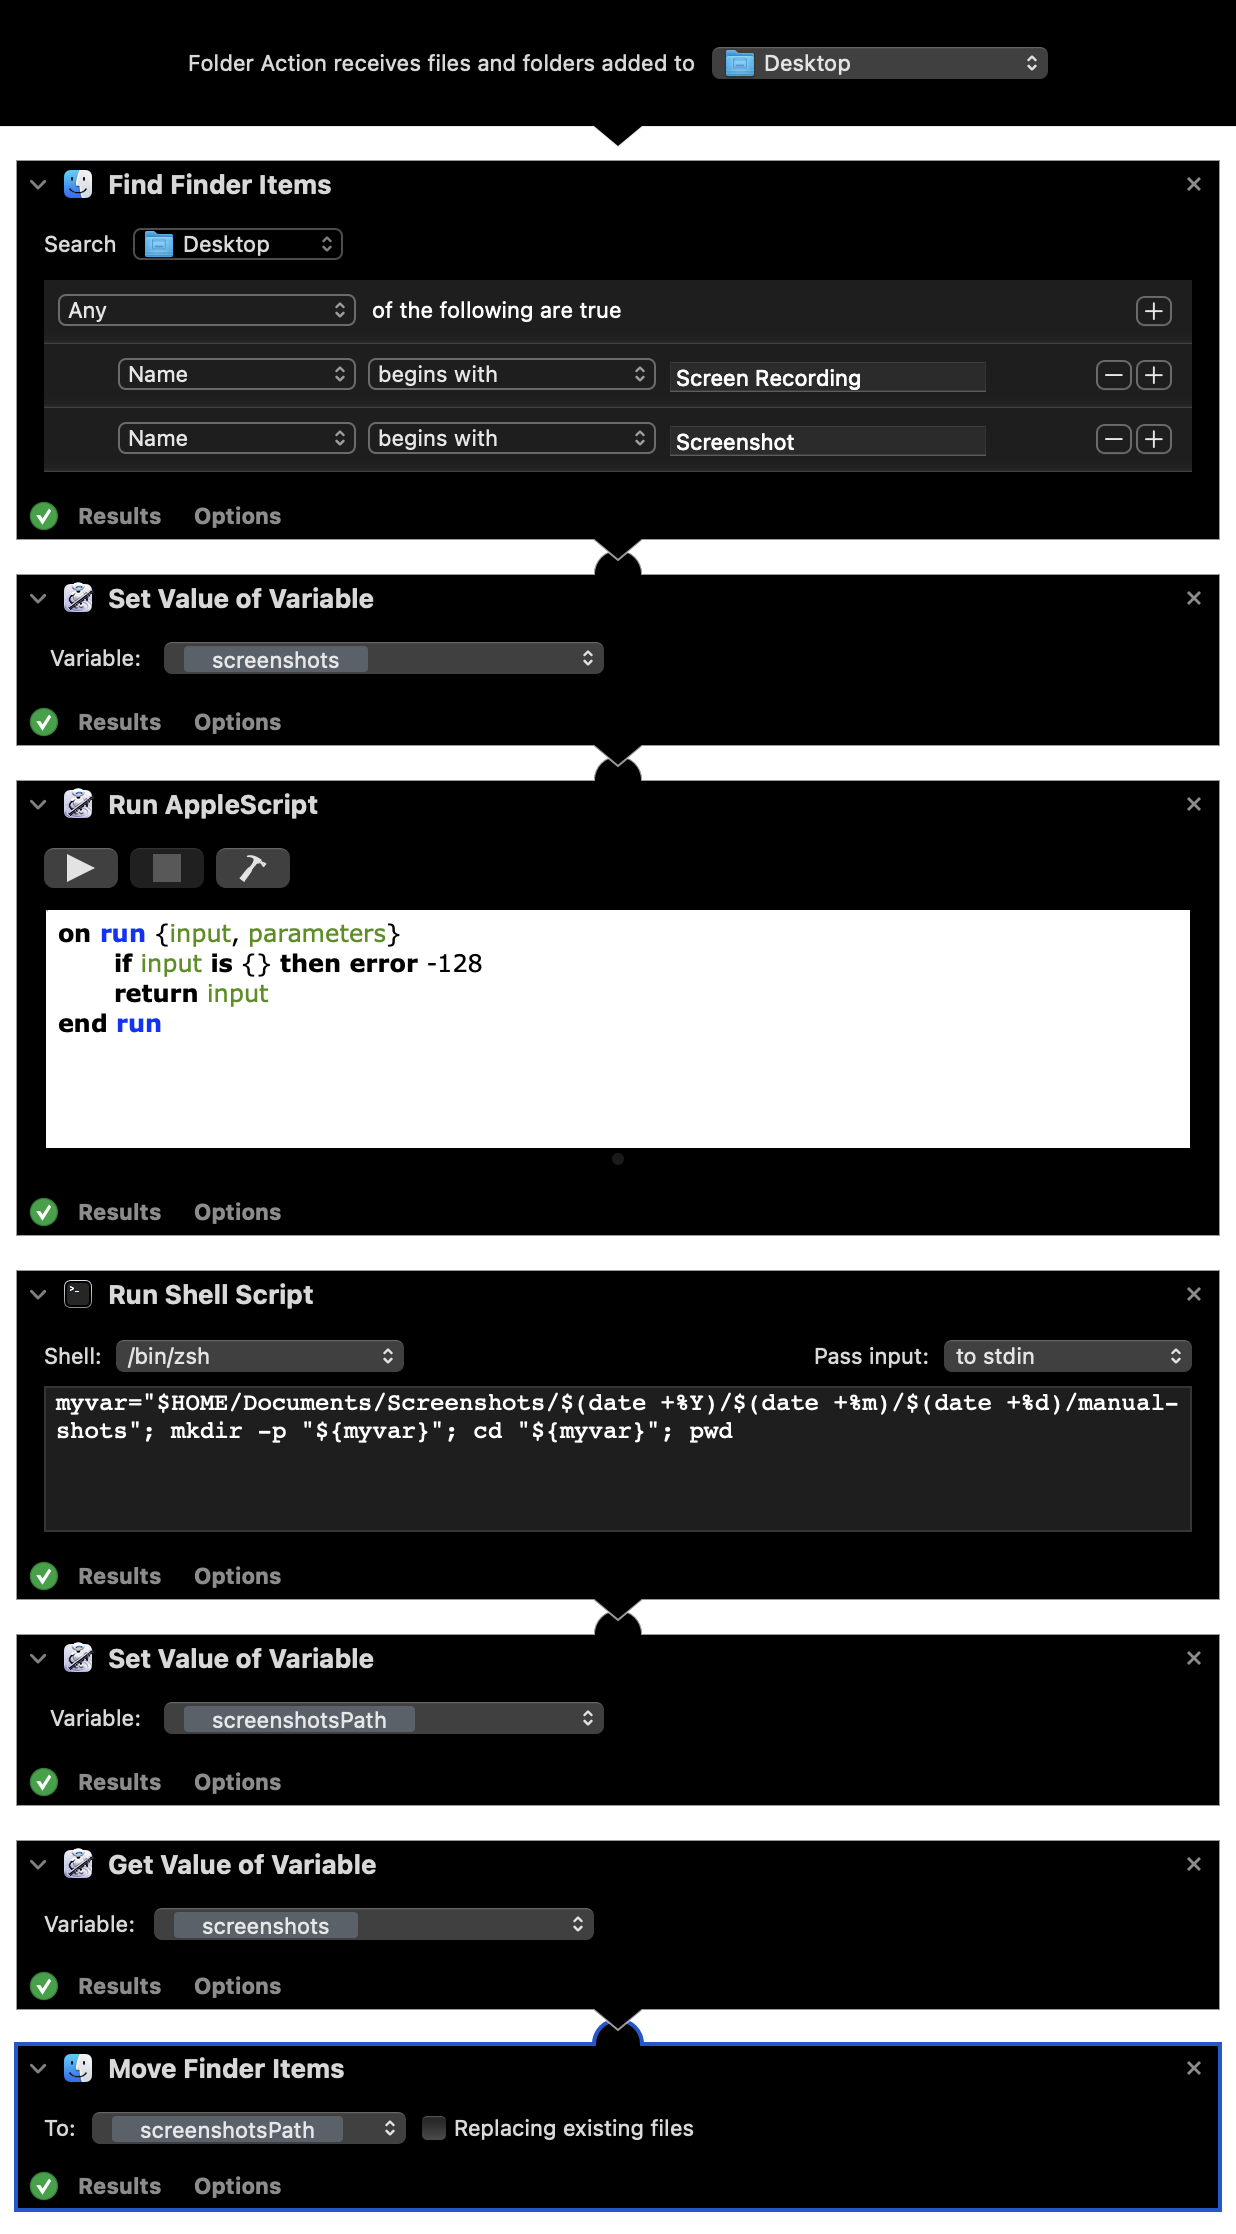 Folder Action receives files and folders added to Desktop
Find Finder Items
Search Desktop
Any of the following are true
Name begins with Screen Recording
Name begins with Screenshot
Results Options
Set Value of Variable
Variable: screenshots
Results Options
Run AppleScript
on run {input, parameters}
if input is {} then error -128
return input
end run
Results Options
Run Shell Script
Shell: /bin/zsh Pass input: to stdin
myvar="$HOME/Documents/Screenshots/$(date +%Y)/$(date +%m)/$(date +%d)/manual-
shots"; mkdir -p "${myvar}"; cd "${myvar}"; pwd
Results Options
Set Value of Variable
Variable: screenshotsPath
Results Options
Get Value of Variable
Variable: screenshots
Results Options
Move Finder Items
To: screenshotsPath Replacing existing files
Results Options